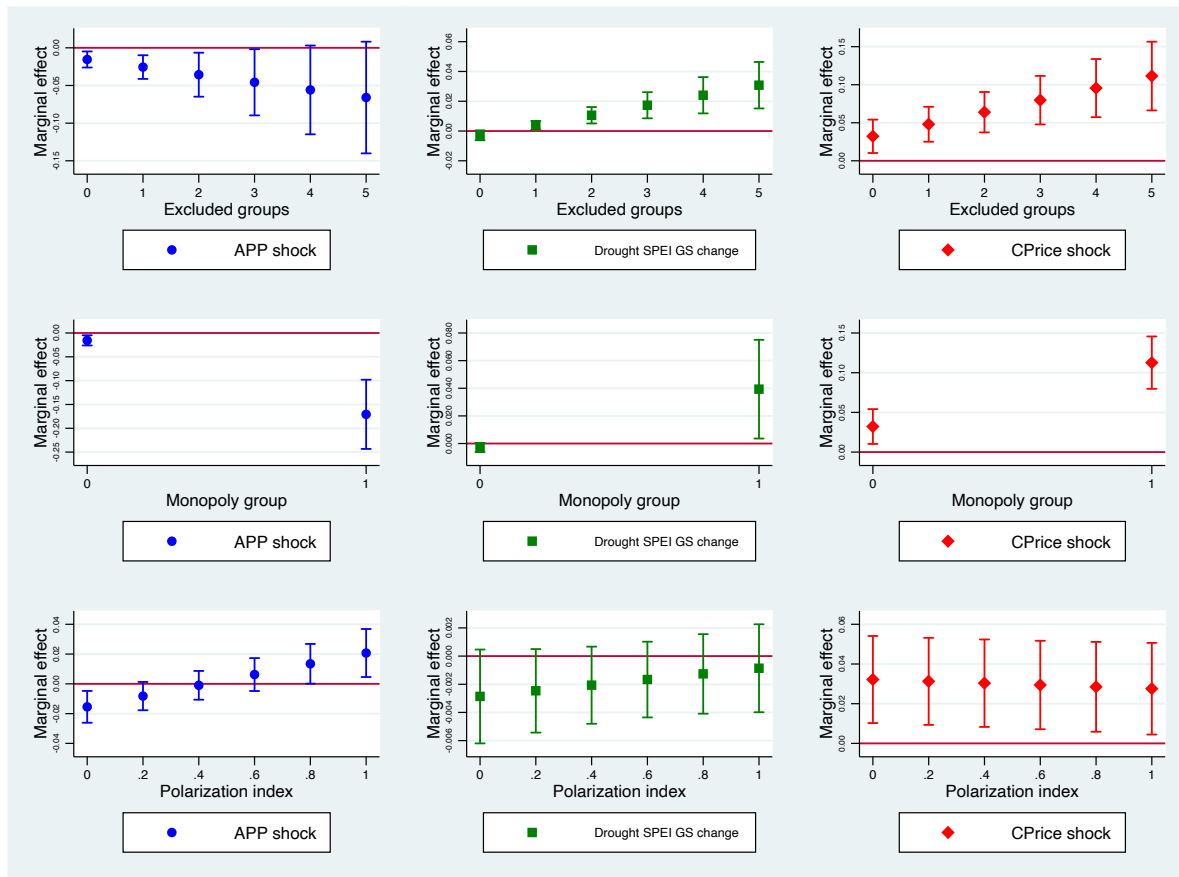 Marginal effect
0.00
-0.05
-0.10
-0.15
0 1 2 3 4 5
Excluded groups
APP shock
Marginal effect
0.06
0.04
0.02
0.00
-0.02
0 1 2 3 4 5
Excluded groups
Drought SPEI GS change
Marginal effect
0.15
0.10
0.05
0.00
0 1 2 3 4 5
Excluded groups
CPrice shock
Marginal effect
0.00
-0.05
-0.10
-0.15
-0.20
-0.25
0 1
Monopoly group
APP shock
Marginal effect
0.080
0.060
0.040
0.020
0.000
0 1
Monopoly group
Drought SPEI GS change
Marginal effect
0.15
0.10
0.05
0.00
0 1
Monopoly group
CPrice shock
Marginal effect
0.04
0.02
0.00
-0.02
-0.04
0 .2 .4 .6 .8 1
Polarization index
APP shock
Marginal effect
0.002
0.000
-0.002
-0.004
-0.006
0 .2 .4 .6 .8 1
Polarization index
Drought SPEI GS change
Marginal effect
0.06
0.04
0.02
0.00
0 .2 .4 .6 .8 1
Polarization index
CPrice shock